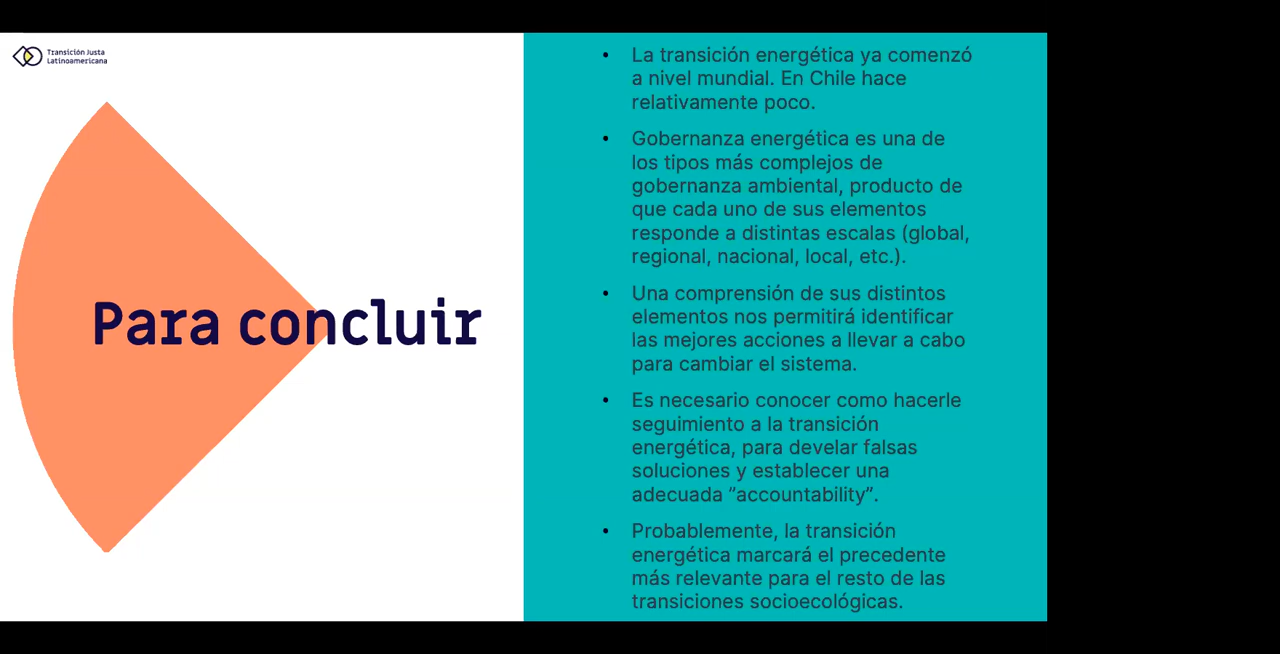 Transición Justa
Latinoamericana
Para concluir
• La transición energética ya comenzó
a nivel mundial. En Chile hace
relativamente poco.
• Gobernanza energética es una de
los tipos más complejos de
gobernanza ambiental, producto de
que cada uno de sus elementos
responde a distintas escalas (global,
regional, nacional, local, etc.).
• Una comprensión de sus distintos
elementos nos permitirá identificar
las mejores acciones a llevar a cabo
para cambiar el sistema.
• Es necesario conocer como hacerle
seguimiento a la transición
energética, para develar falsas
soluciones y establecer una
adecuada “accountability”.
• Probablemente, la transición
energética marcará el precedente
más relevante para el resto de las
transiciones socioecológicas.